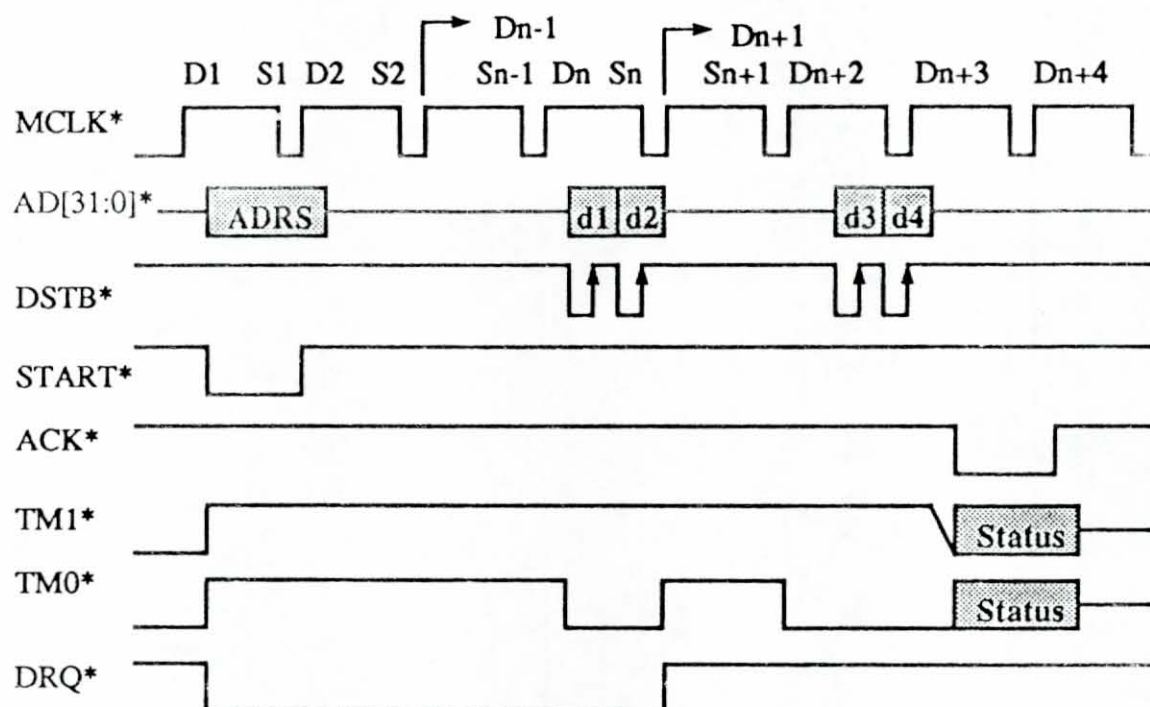 Dn-1 Dn+1
D1 S1 D2 S2 Sn-1 Dn Sn Sn+1 Dn+2 Dn+3 Dn+4
MCLK*
AD[31:0]* ADRS d1 d2 d3 d4
DSTB*
START*
ACK*
TM1* Status
TM0* Status
DRQ*